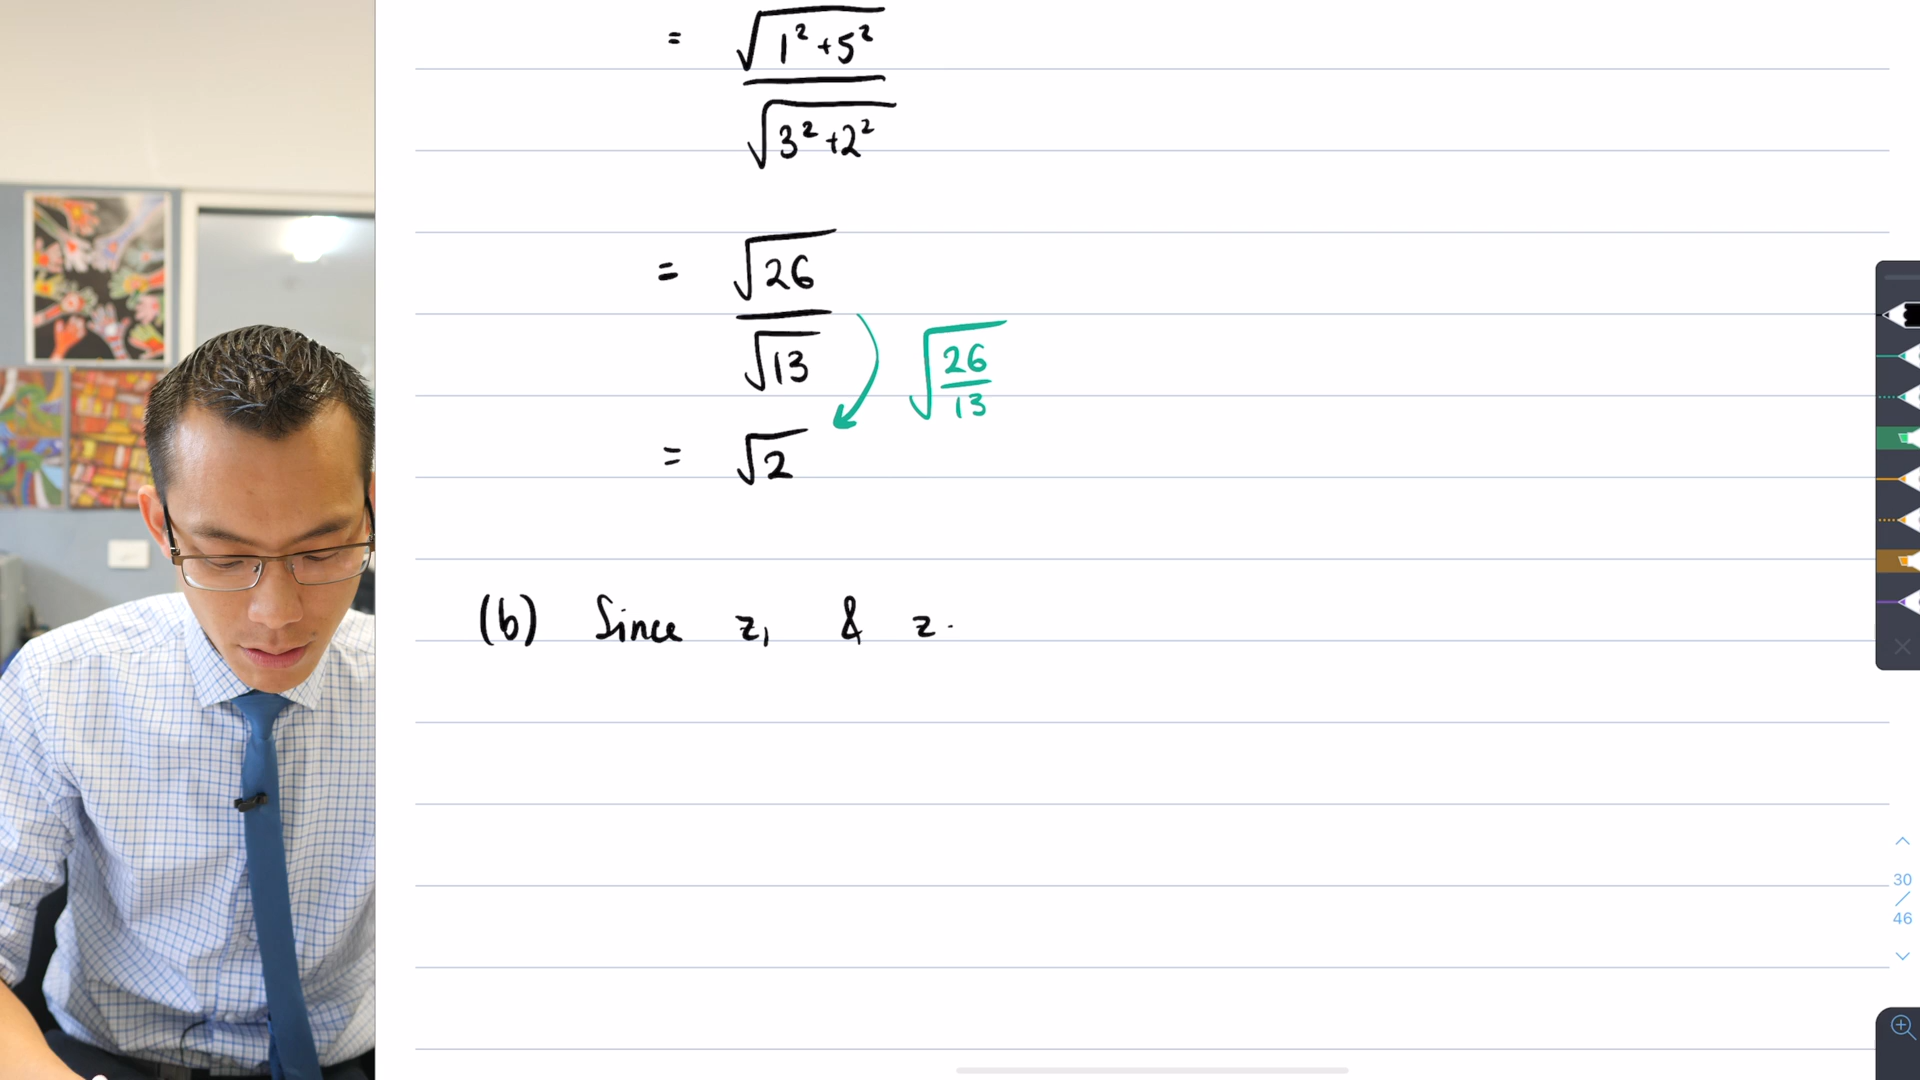 = √(1² + 5²) / √(3² + 2²)
= √26 / √13
√(26/13)
= √2
(b) Since z₁ & z
30
/
46